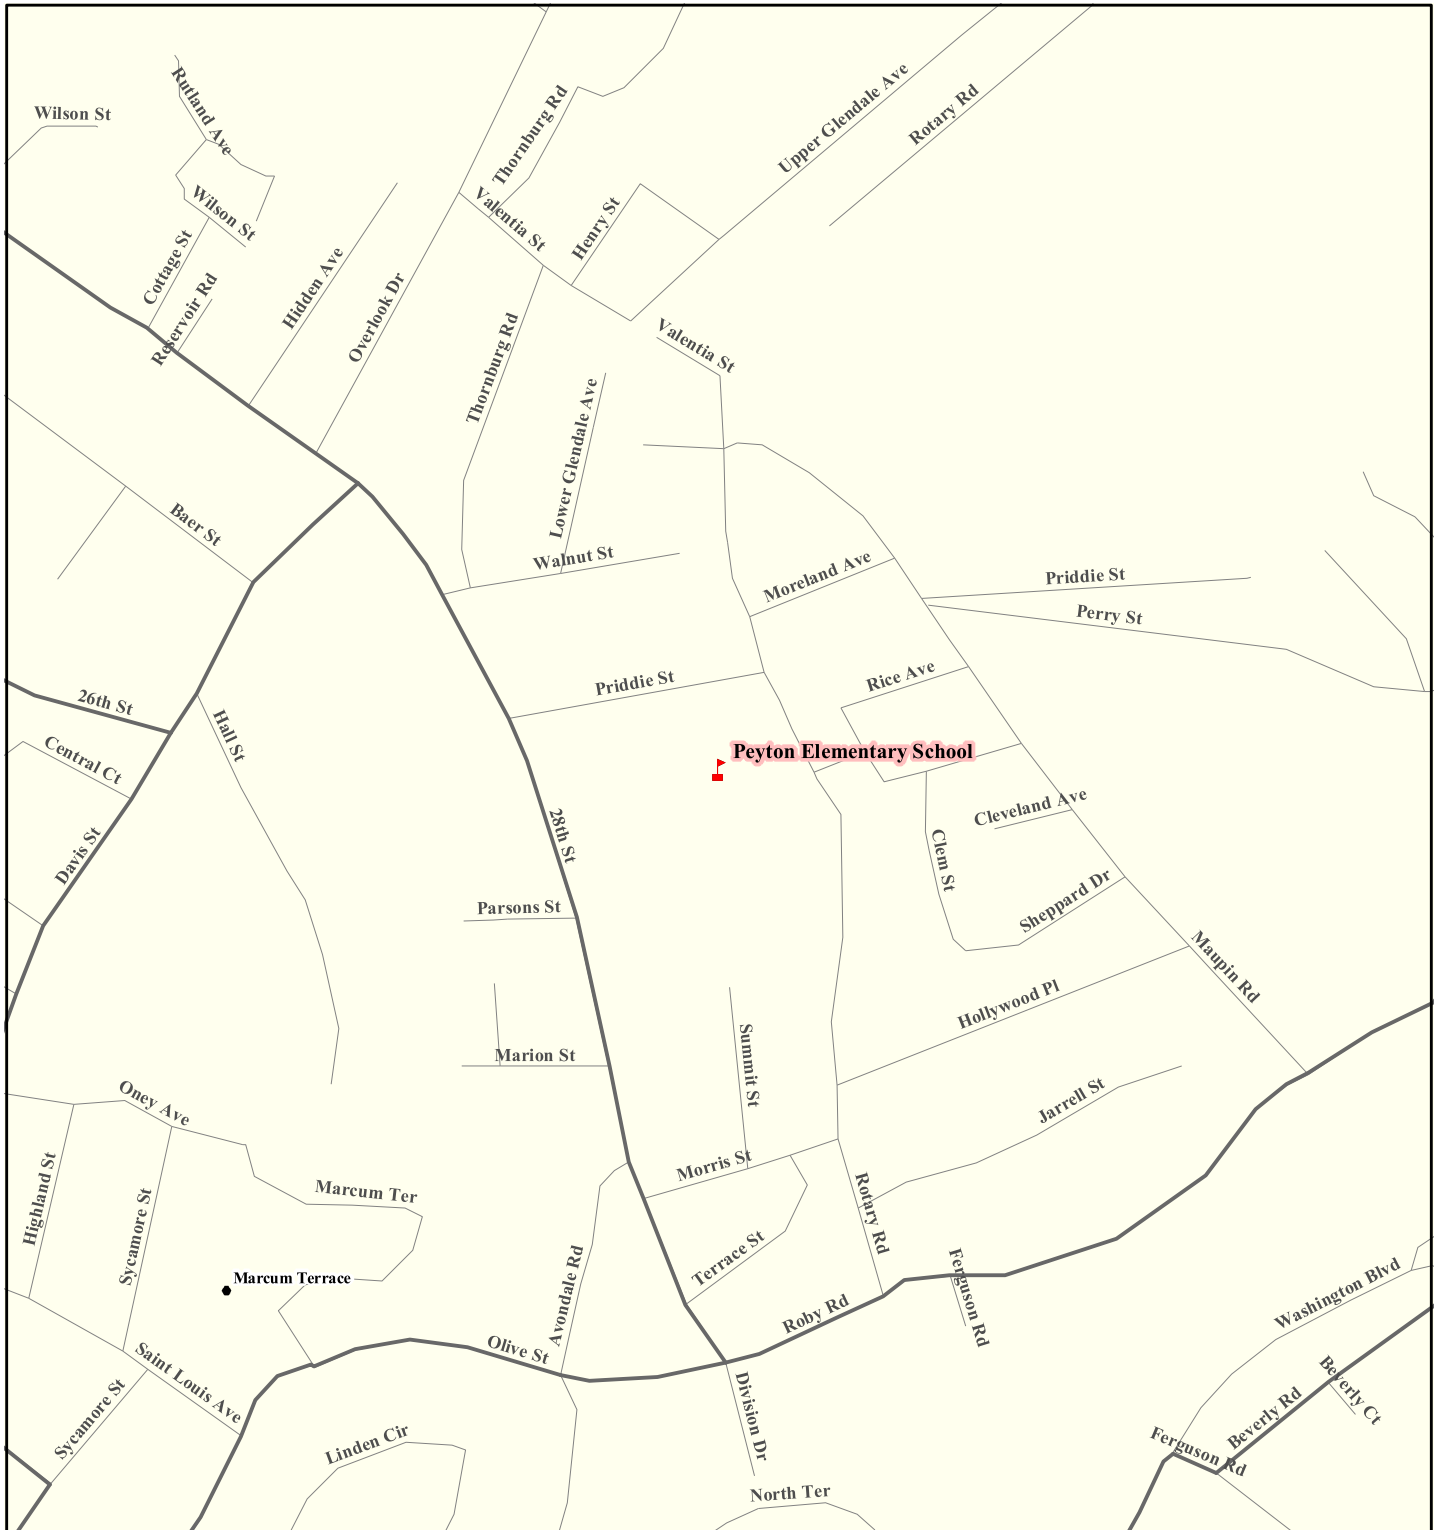 Wilson St
Rutland Ave
Thornburg Rd
Upper Glendale Ave
Rotary Rd
Wilson St
Valentia St
Henry St
Cottage St
Reservoir Rd
Hidden Ave
Overlook Dr
Thornburg Rd
Valentia St
Lower Glendale Ave
Baer St
Walnut St
Moreland Ave
Priddie St
Perry St
Priddie St
Rice Ave
26th St
Hall St
Central Ct
Peyton Elementary School
Davis St
28th St
Cleveland Ave
Clem St
Sheppard Dr
Parsons St
Maupin Rd
Hollywood Pl
Summit St
Marion St
Oney Ave
Jarrell St
Highland St
Sycamore St
Marcum Ter
Morris St
Rotary Rd
Terrace St
Avondale Rd
Marcum Terrace
Ferguson Rd
Roby Rd
Washington Blvd
Olive St
Saint Louis Ave
Sycamore St
Division Dr
Beverly Ct
Beverly Rd
Linden Cir
Ferguson Rd
North Ter